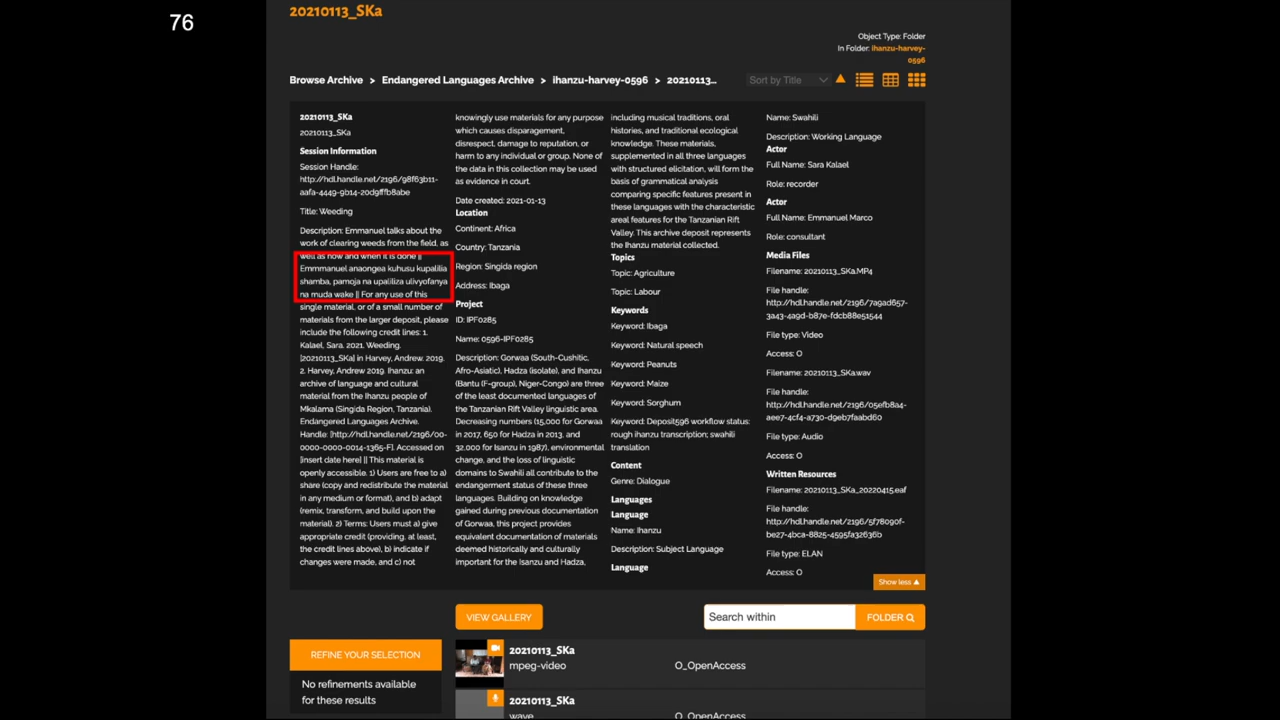 76
20210113_SKa
Object Type: Folder
In Folder: ihanzu-harvey-
0596
Browse Archive > Endangered Languages Archive > ihanzu-harvey-0596 > 20210113...
Sort by Title
20210113_SKa
20210113_SKa
Session Information
Session Handle:
http://hdl.handle.net/2196/98f63b11-
aafa-4449-9b14-20d9fffb8abe
Title: Weeding
Description: Emmanuel talks about the
work of clearing weeds from the field, as
well as how and when it is done ||
Emmmanuel anaongea kuhusu kupalilia
shamba, pamoja na upaliliza ulivyofanya
na muda wake || For any use of this
single material, or of a small number of
materials from the larger deposit, please
include the following credit lines: 1.
Kalael, Sara. 2021. Weeding.
[20210113_SKa] in Harvey, Andrew. 2019.
2. Harvey, Andrew 2019. Ihanzu: an
archive of language and cultural
material from the Ihanzu people of
Mkalama (Singida Region, Tanzania).
Endangered Languages Archive.
Handle: [http://hdl.handle.net/2196/00-
0000-0000-0014-1365-F]. Accessed on
[insert date here] || This material is
openly accessible. 1) Users are free to a)
share (copy and redistribute the material
in any medium or format), and b) adapt
(remix, transform, and build upon the
material). 2) Terms: Users must a) give
appropriate credit (providing, at least,
the credit lines above), b) indicate if
changes were made, and c) not
knowingly use materials for any purpose
which causes disparagement,
disrespect, damage to reputation, or
harm to any individual or group. None of
the data in this collection may be used
as evidence in court.
Date created: 2021-01-13
Location
Continent: Africa
Country: Tanzania
Region: Singida region
Address: Ibaga
Project
ID: IPF0285
Name: 0596-IPF0285
Description: Gorwaa (South-Cushitic,
Afro-Asiatic), Hadza (isolate), and Ihanzu
(Bantu (F-group), Niger-Congo) are three
of the least documented languages of
the Tanzanian Rift Valley linguistic area.
Decreasing numbers (15,000 for Gorwaa
in 2017, 650 for Hadza in 2013, and
32,000 for Isanzu in 1987), environmental
change, and the loss of linguistic
domains to Swahili all contribute to the
endangerment status of these three
languages. Building on knowledge
gained during previous documentation
of Gorwaa, this project provides
equivalent documentation of materials
deemed historically and culturally
important for the Isanzu and Hadza,
including musical traditions, oral
histories, and traditional ecological
knowledge. These materials,
supplemented in all three languages
with structured elicitation, will form the
basis of grammatical analysis
comparing specific features present in
these languages with the characteristic
areal features for the Tanzanian Rift
Valley. This archive deposit represents
the Ihanzu material collected.
Topics
Topic: Agriculture
Topic: Labour
Keywords
Keyword: Ibaga
Keyword: Natural speech
Keyword: Peanuts
Keyword: Maize
Keyword: Sorghum
Keyword: Deposit596 workflow status:
rough ihanzu transcription; swahili
translation
Content
Genre: Dialogue
Languages
Language
Name: Ihanzu
Description: Subject Language
Language
Name: Swahili
Description: Working Language
Actor
Full Name: Sara Kalael
Role: recorder
Actor
Full Name: Emmanuel Marco
Role: consultant
Media Files
Filename: 20210113_SKa.MP4
File handle:
http://hdl.handle.net/2196/7a9ad657-
3a43-4a9d-b87e-fdcb88e51544
File type: Video
Access: O
Filename: 20210113_SKa.wav
File handle:
http://hdl.handle.net/2196/05efb8a4-
aee7-4cf4-a730-d9eb7faabd60
File type: Audio
Access: O
Written Resources
Filename: 20210113_SKa_20220415.eaf
File handle:
http://hdl.handle.net/2196/5f78090f-
be27-4bca-8825-4595fa32636b
File type: ELAN
Access: O
Show less
VIEW GALLERY
Search within
FOLDER
REFINE YOUR SELECTION
No refinements available
for these results
20210113_SKa
mpeg-video
O_OpenAccess
20210113_SKa
wave
O_OpenAccess